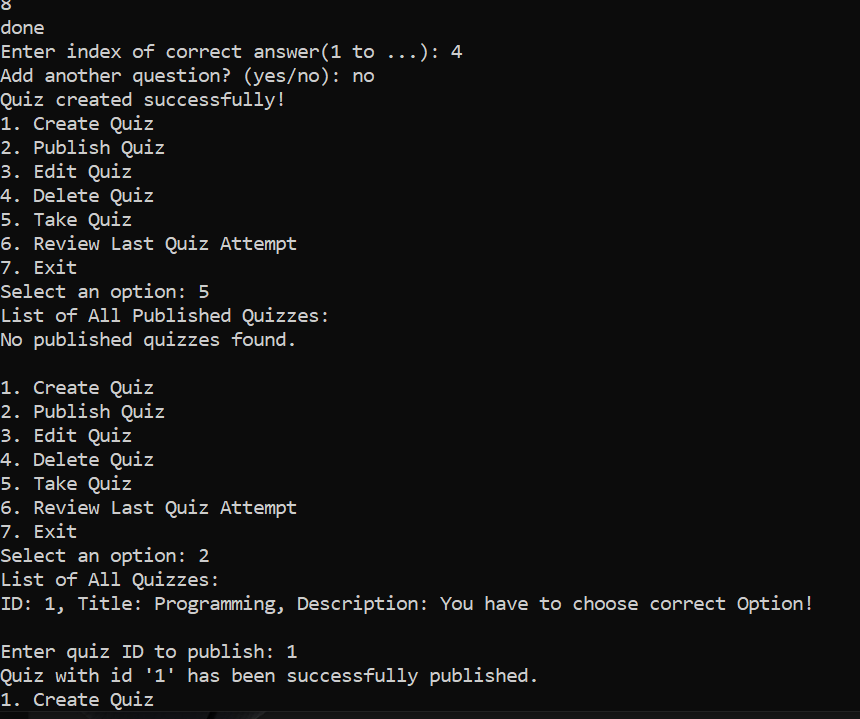 8
done
Enter index of correct answer(1 to ...): 4
Add another question? (yes/no): no
Quiz created successfully!
1. Create Quiz
2. Publish Quiz
3. Edit Quiz
4. Delete Quiz
5. Take Quiz
6. Review Last Quiz Attempt
7. Exit
Select an option: 5
List of All Published Quizzes:
No published quizzes found.

1. Create Quiz
2. Publish Quiz
3. Edit Quiz
4. Delete Quiz
5. Take Quiz
6. Review Last Quiz Attempt
7. Exit
Select an option: 2
List of All Quizzes:
ID: 1, Title: Programming, Description: You have to choose correct Option!

Enter quiz ID to publish: 1
Quiz with id '1' has been successfully published.
1. Create Quiz